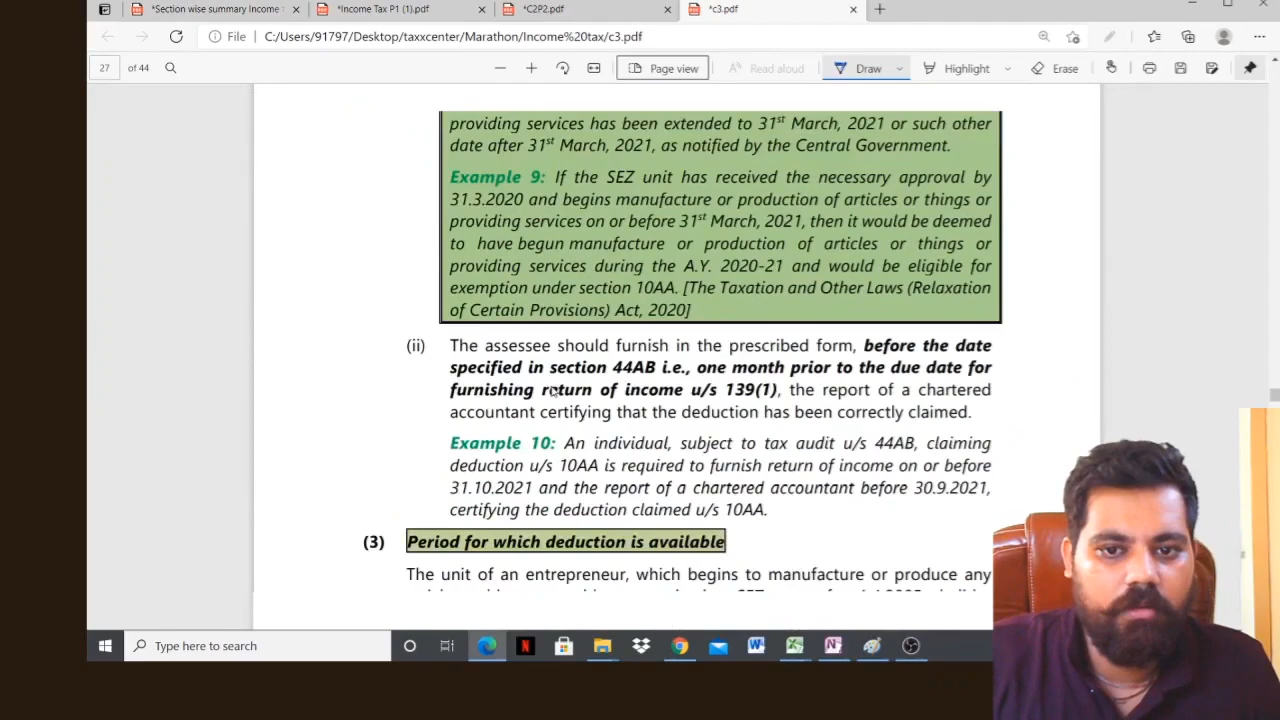 *Section wise summary Income
*Income Tax P1 (1).pdf
*C2P2.pdf
*c3.pdf
File
C:/Users/91797/Desktop/taxxcenter/Marathon/Income%20tax/c3.pdf
27 of 44
Page view
Read aloud
Draw
Highlight
Erase
providing services has been extended to 31st March, 2021 or such other
date after 31st March, 2021, as notified by the Central Government.
Example 9: If the SEZ unit has received the necessary approval by
31.3.2020 and begins manufacture or production of articles or things or
providing services on or before 31st March, 2021, then it would be deemed
to have begun manufacture or production of articles or things or
providing services during the A.Y. 2020-21 and would be eligible for
exemption under section 10AA. [The Taxation and Other Laws (Relaxation
of Certain Provisions) Act, 2020]
(ii) The assessee should furnish in the prescribed form, before the date
specified in section 44AB i.e., one month prior to the due date for
furnishing return of income u/s 139(1), the report of a chartered
accountant certifying that the deduction has been correctly claimed.
Example 10: An individual, subject to tax audit u/s 44AB, claiming
deduction u/s 10AA is required to furnish return of income on or before
31.10.2021 and the report of a chartered accountant before 30.9.2021,
certifying the deduction claimed u/s 10AA.
(3) Period for which deduction is available
The unit of an entrepreneur, which begins to manufacture or produce any
Type here to search